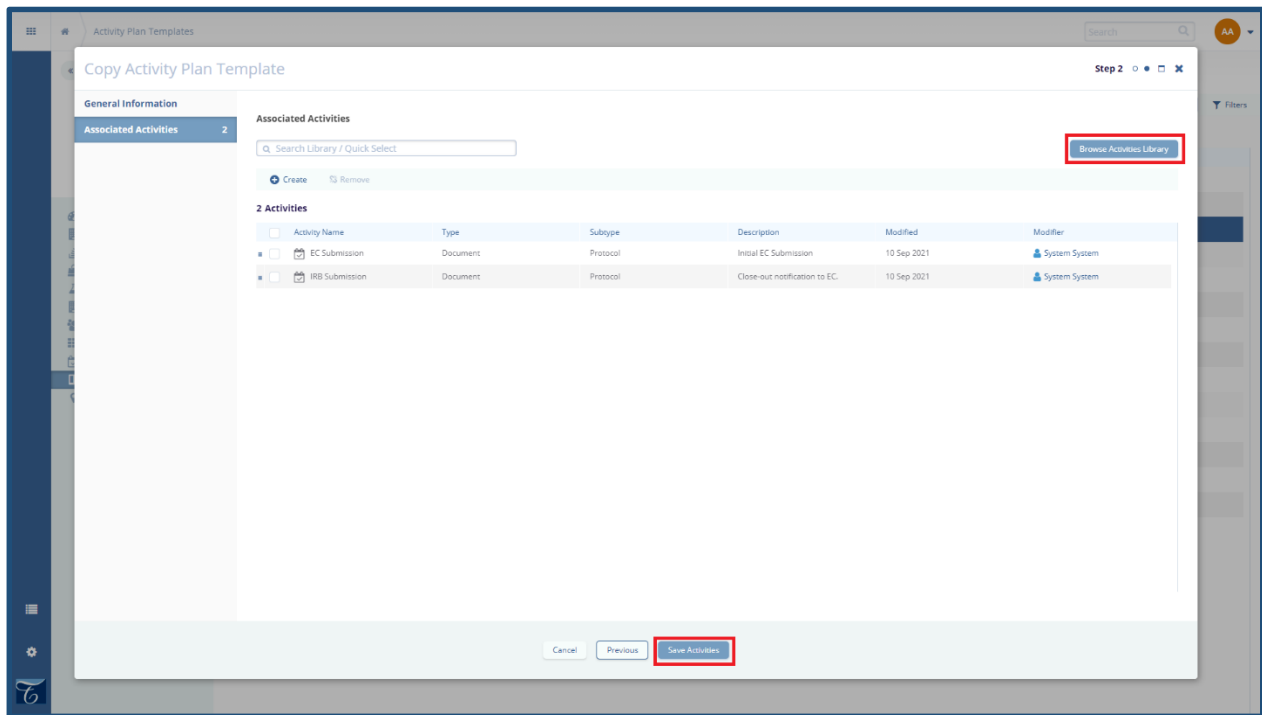 Activity Plan Templates
Search
AA
Copy Activity Plan Template
Step 2
General Information
Filters
Associated Activities 2
Associated Activities
Search Library / Quick Select
Browse Activities Library
Create Remove
2 Activities
Activity Name Type Subtype Description Modified Modifier
EC Submission Document Protocol Initial EC Submission 10 Sep 2021 System System
IRB Submission Document Protocol Close-out notification to EC. 10 Sep 2021 System System
Cancel Previous Save Activities